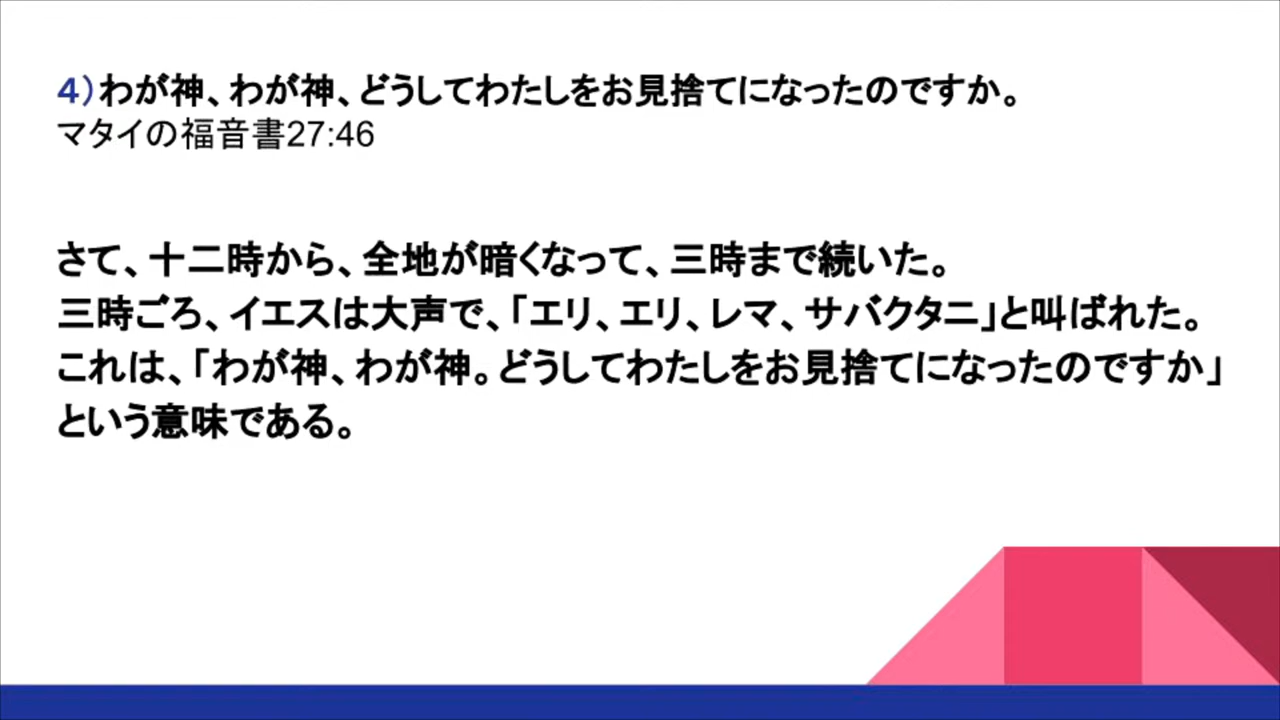 4）わが神、わが神、どうしてわたしをお見捨てになったのですか。
マタイの福音書27:46
さて、十二時から、全地が暗くなって、三時まで続いた。
三時ごろ、イエスは大声で、「エリ、エリ、レマ、サバクタニ」と叫ばれた。
これは、「わが神、わが神。どうしてわたしをお見捨てになったのですか」
という意味である。